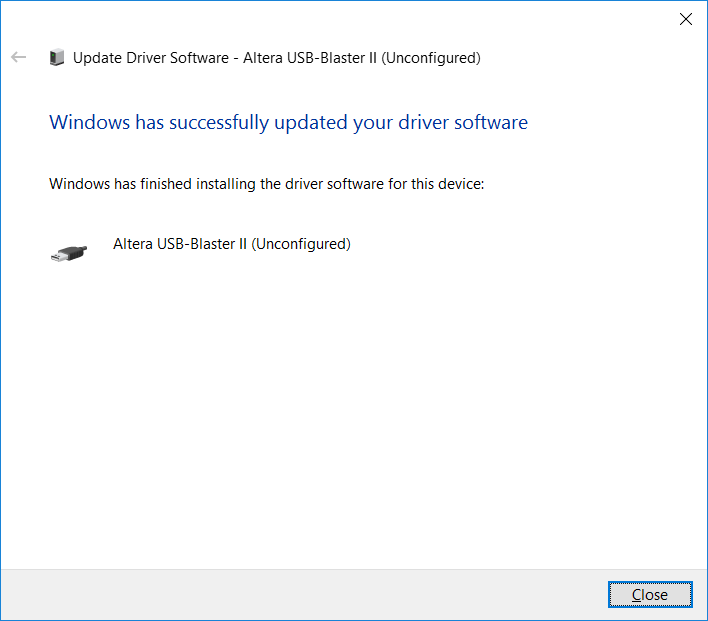 Update Driver Software - Altera USB-Blaster II (Unconfigured)
Windows has successfully updated your driver software
Windows has finished installing the driver software for this device:
Altera USB-Blaster II (Unconfigured)
Close